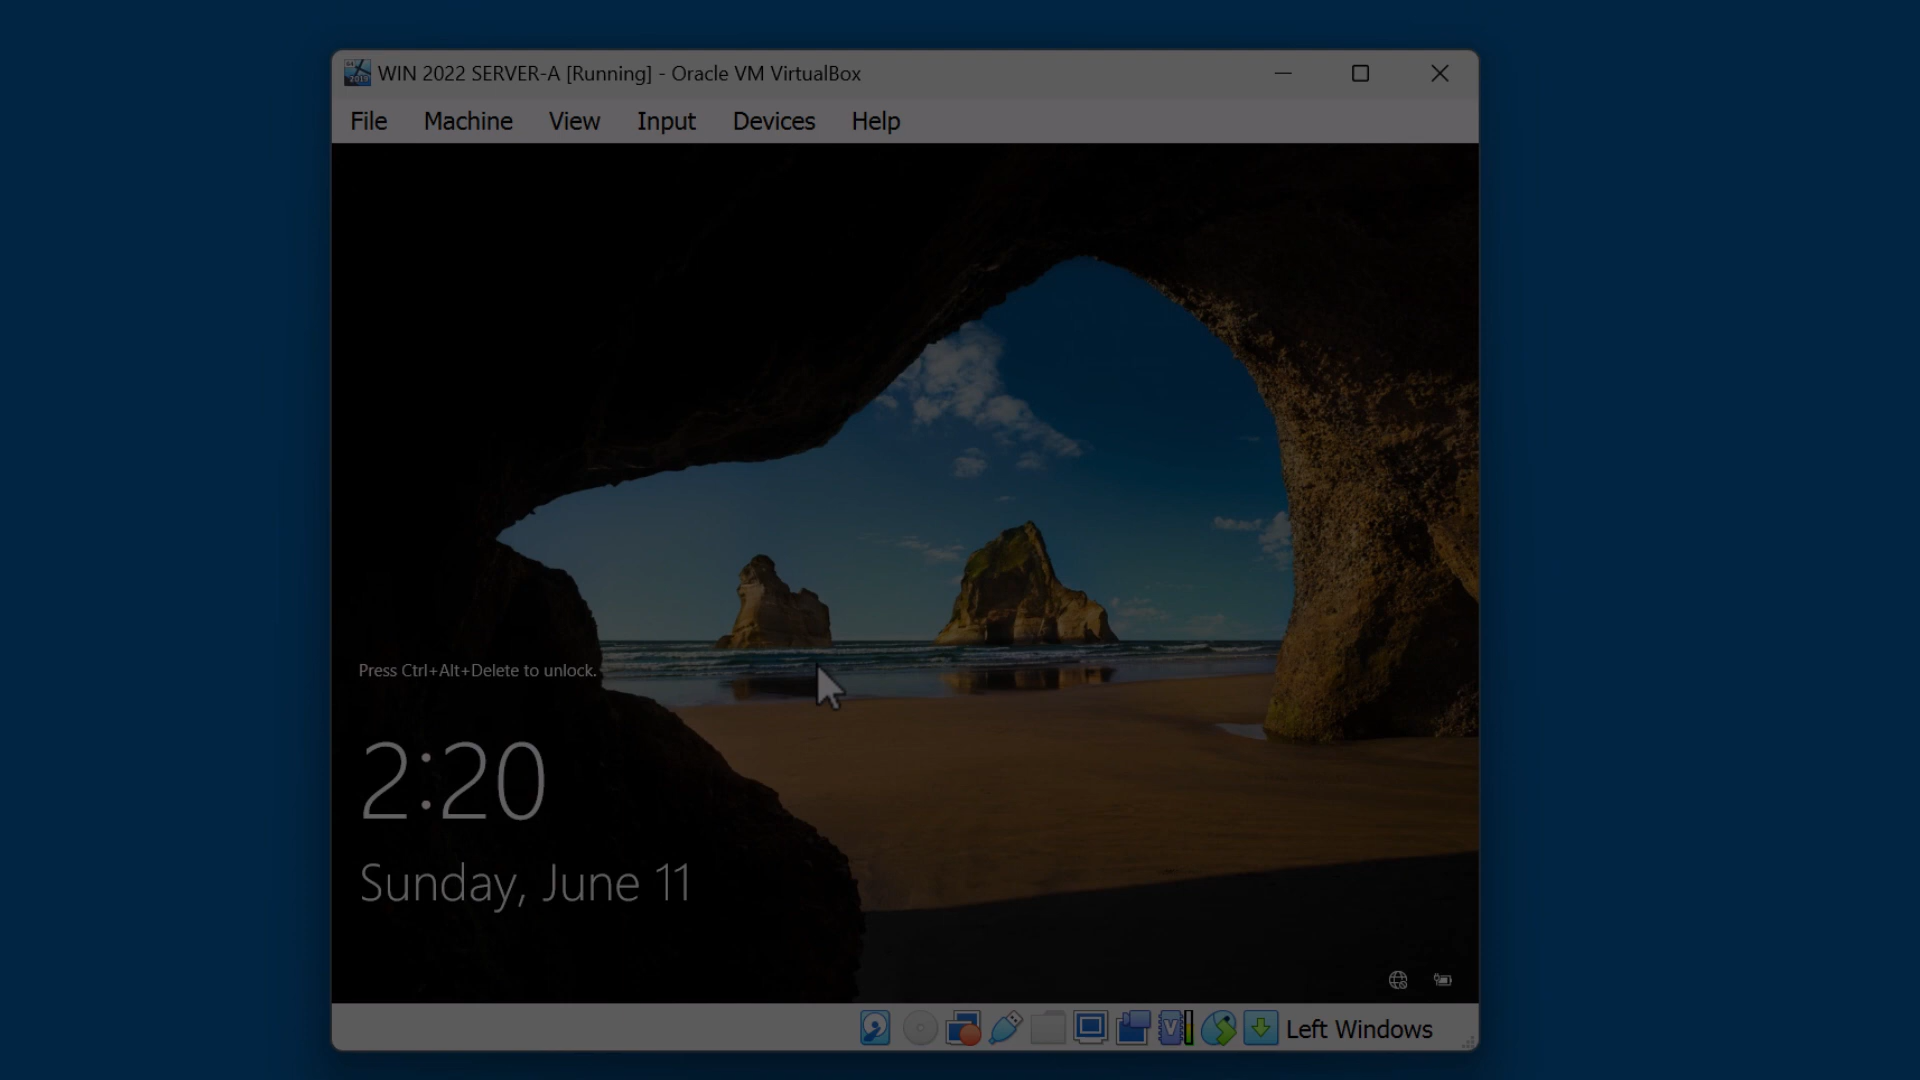 WIN 2022 SERVER-A [Running] - Oracle VM VirtualBox
File Machine View Input Devices Help
Press Ctrl+Alt+Delete to unlock.
2:20
Sunday, June 11
Left Windows